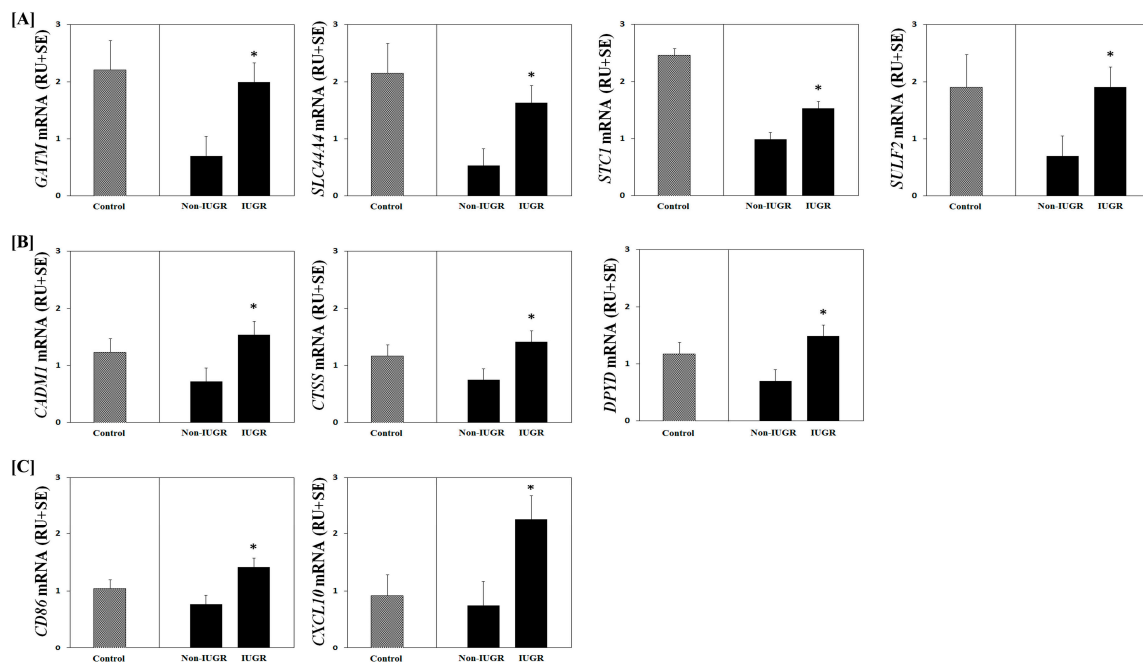 [A]
GATM mRNA (RU+SE)
3
2
1
0
*
Control
Non-IUGR
IUGR
SLC44A4 mRNA (RU+SE)
3
2
1
0
*
Control
Non-IUGR
IUGR
STC1 mRNA (RU+SE)
3
2
1
0
*
Control
Non-IUGR
IUGR
SULF2 mRNA (RU+SE)
3
2
1
0
*
Control
Non-IUGR
IUGR
[B]
CADM1 mRNA (RU+SE)
3
2
1
0
*
Control
Non-IUGR
IUGR
CTSS mRNA (RU+SE)
3
2
1
0
*
Control
Non-IUGR
IUGR
DPYD mRNA (RU+SE)
3
2
1
0
*
Control
Non-IUGR
IUGR
[C]
CD86 mRNA (RU+SE)
3
2
1
0
*
Control
Non-IUGR
IUGR
CXCL10 mRNA (RU+SE)
3
2
1
0
*
Control
Non-IUGR
IUGR